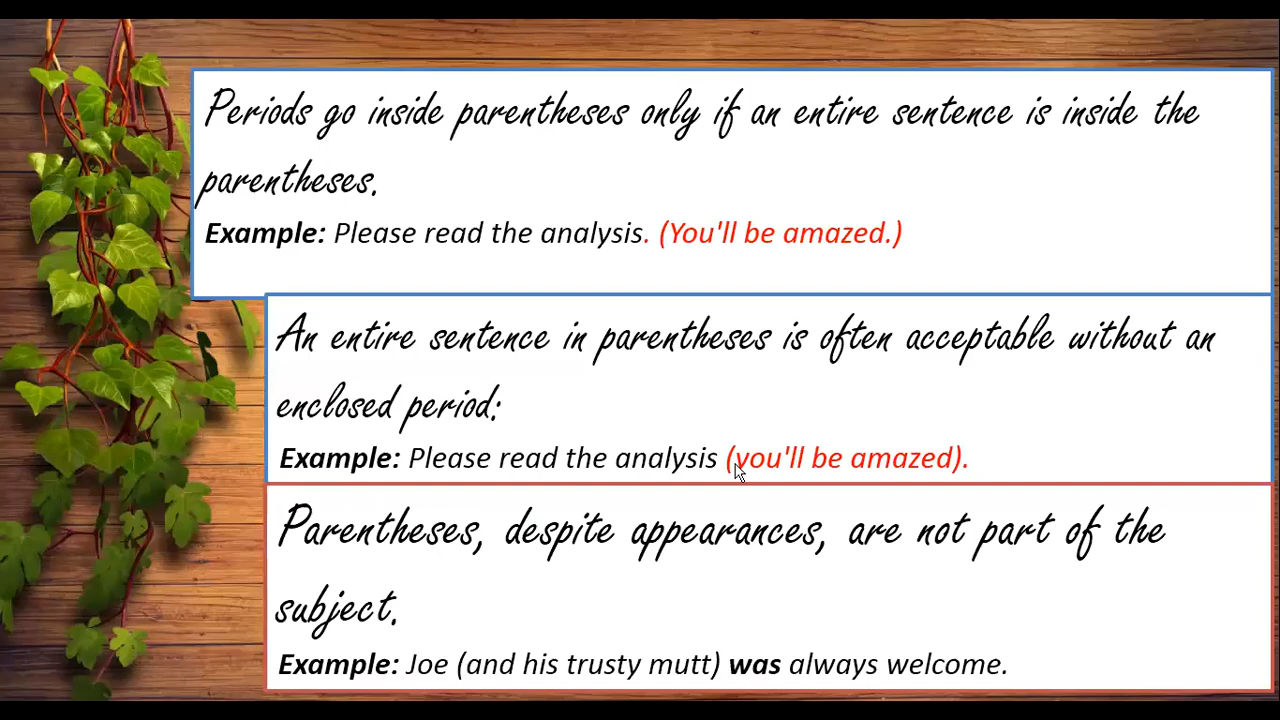 Periods go inside parentheses only if an entire sentence is inside the
parentheses.
Example: Please read the analysis. (You'll be amazed.)
An entire sentence in parentheses is often acceptable without an
enclosed period:
Example: Please read the analysis (you'll be amazed).
Parentheses, despite appearances, are not part of the
subject.
Example: Joe (and his trusty mutt) was always welcome.